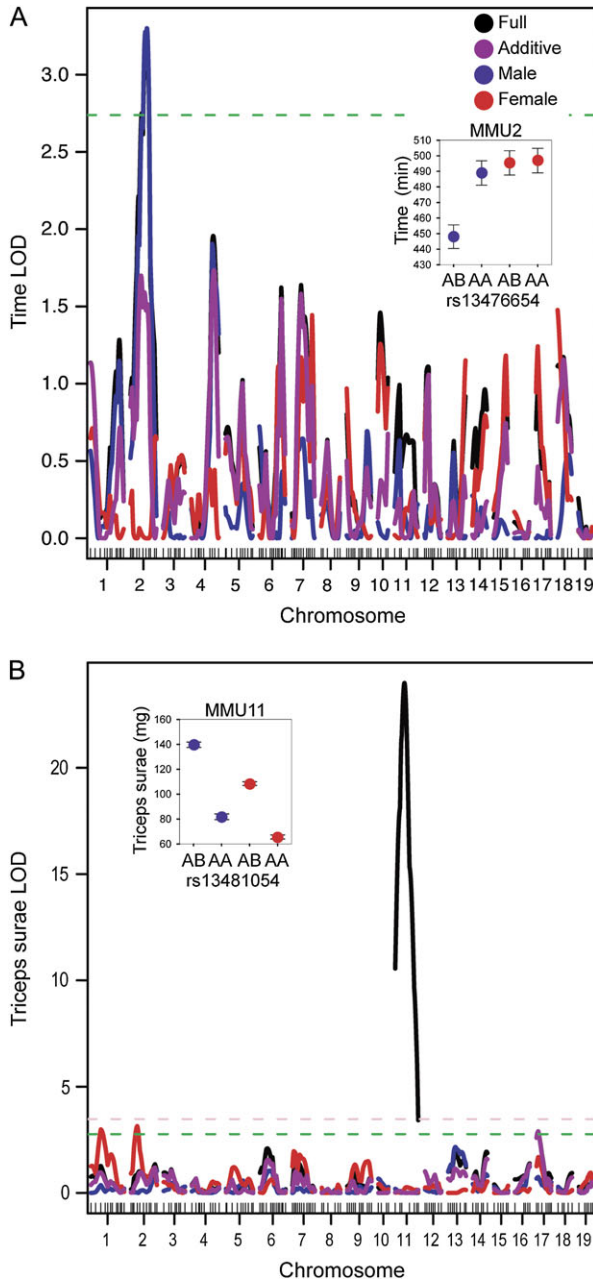 A
Full
Additive
Male
Female
3.0
2.5
2.0
1.5
1.0
0.5
0.0
Time LOD
MMU2
510
500
490
480
470
460
450
440
430
Time (min)
AB AA AB AA
rs13476654
1 2 3 4 5 6 7 8 9 10 11 12 13 14 15 16 17 18 19
Chromosome
B
20
15
10
5
0
Triceps surae LOD
MMU11
160
140
120
100
80
60
Triceps surae (mg)
AB AA AB AA
rs13481054
1 2 3 4 5 6 7 8 9 10 11 12 13 14 15 16 17 18 19
Chromosome